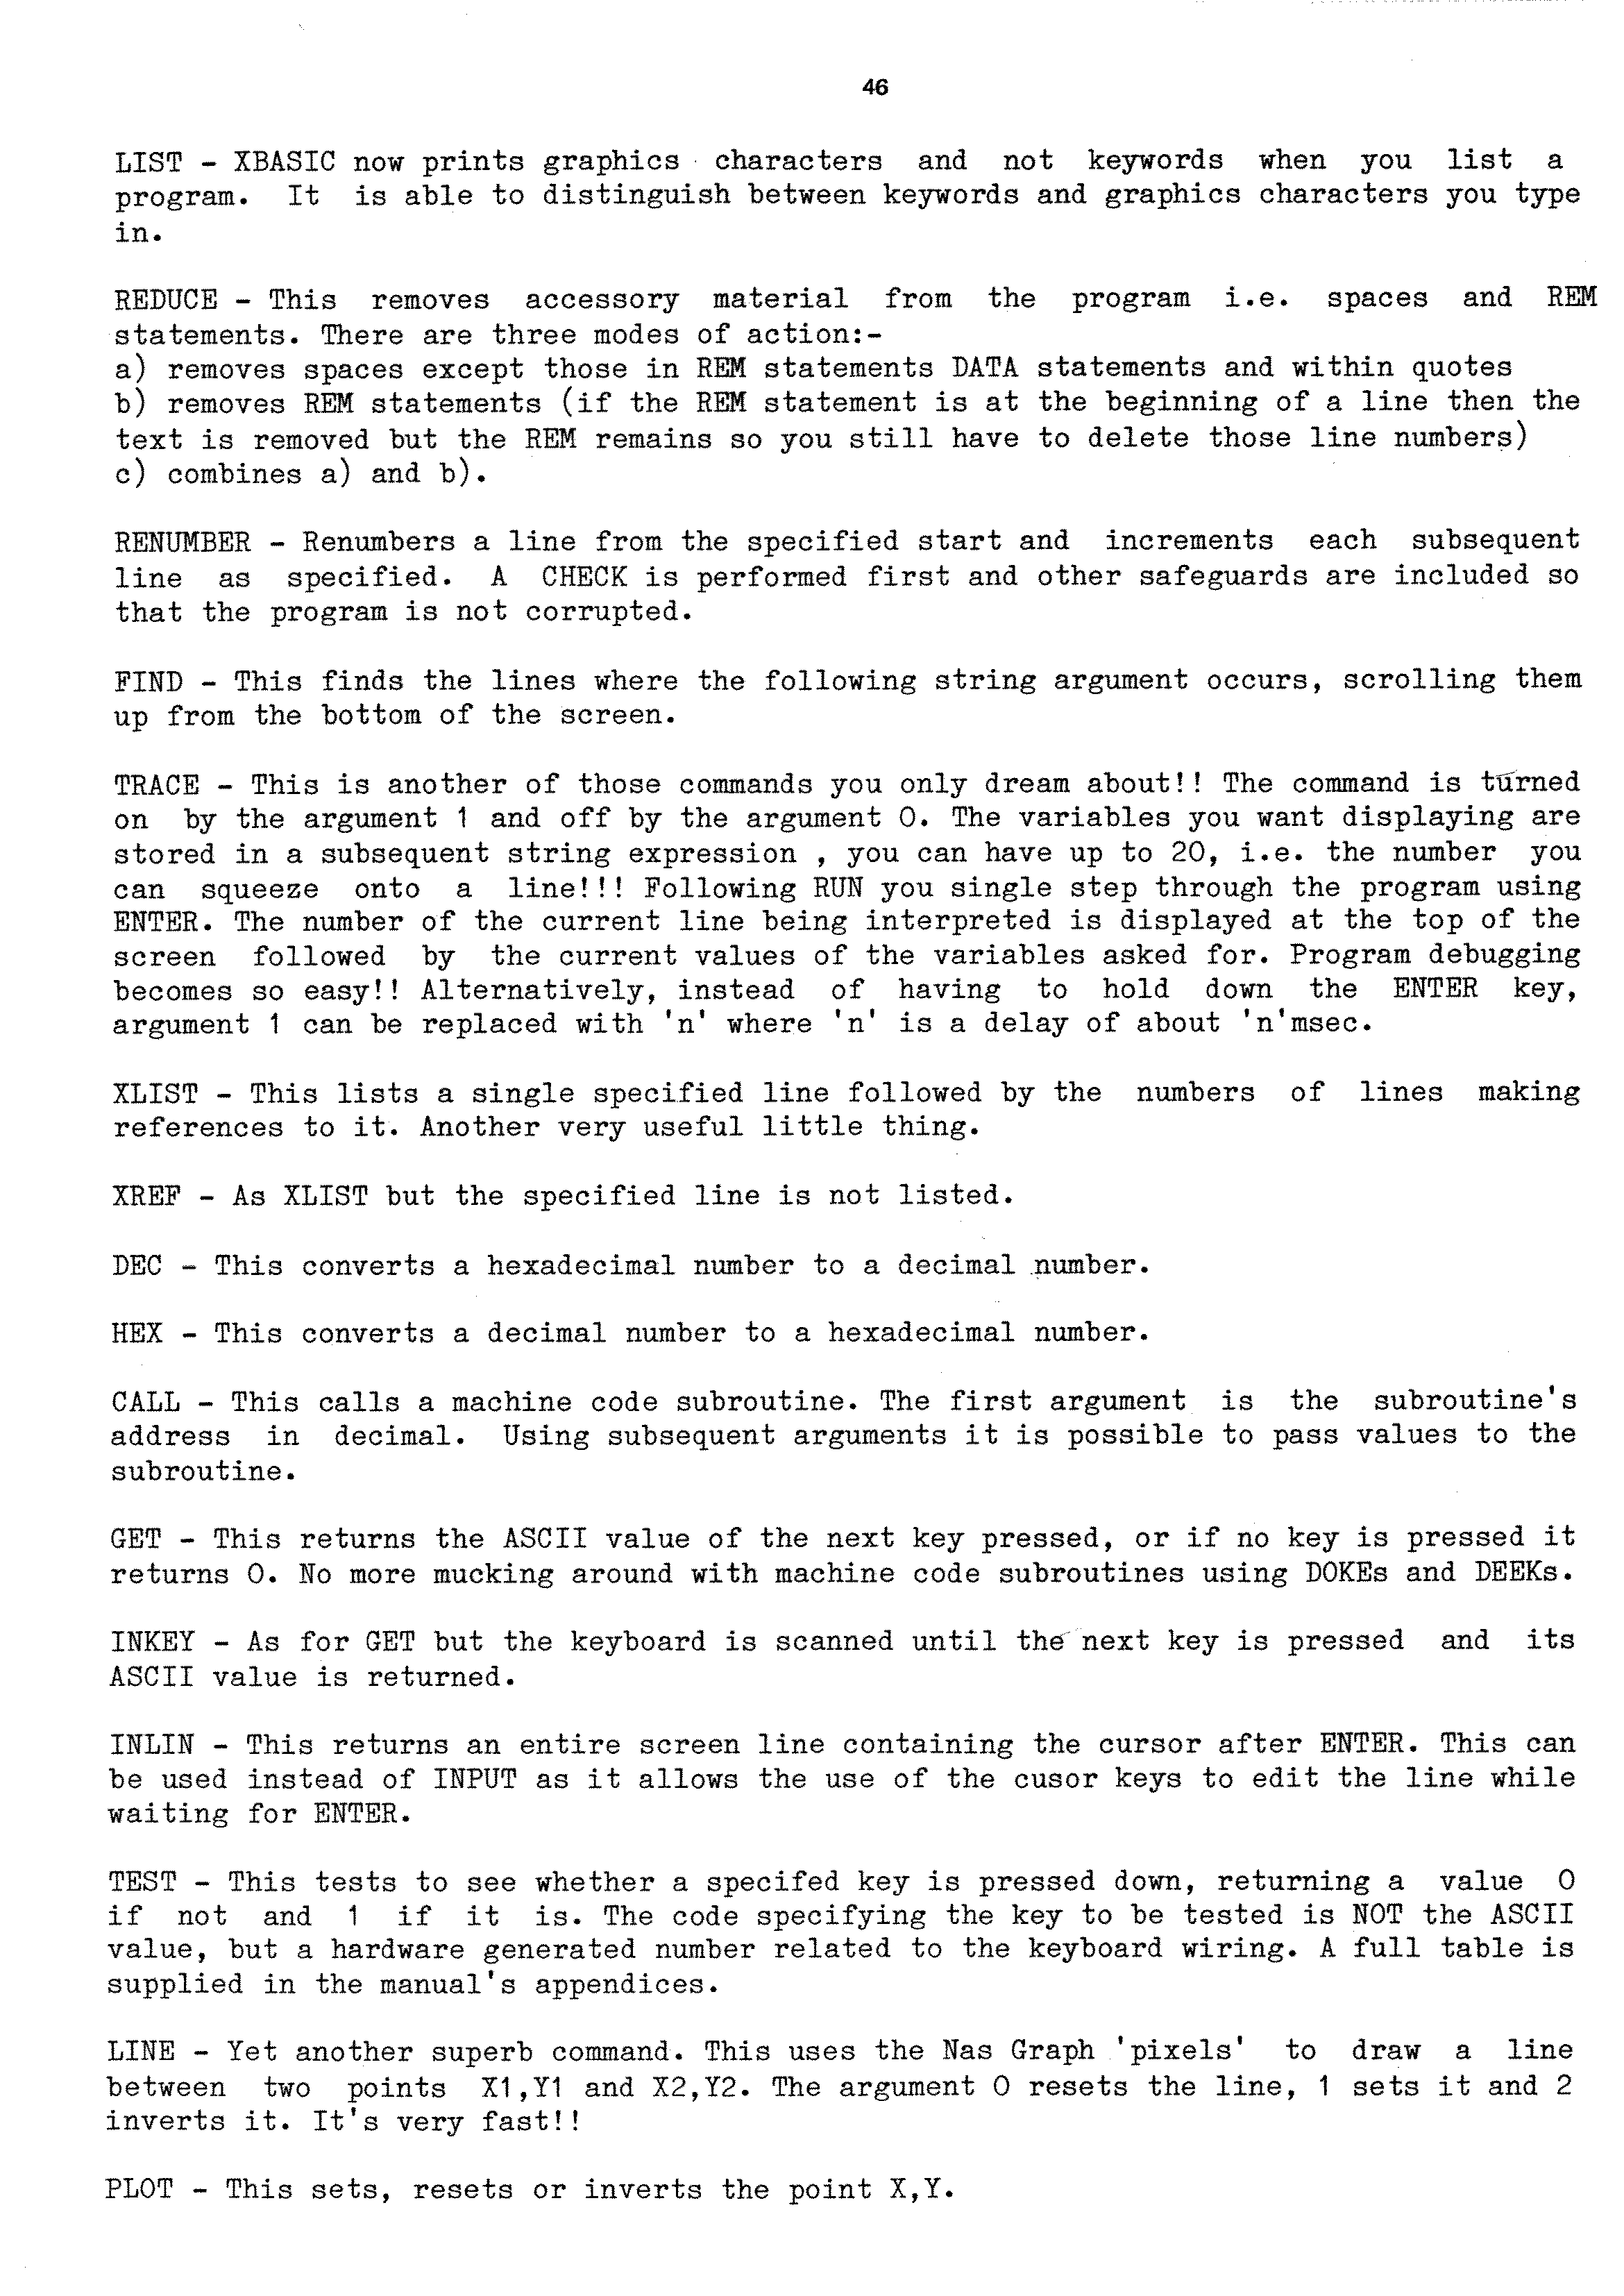 46
LIST - XBASIC now prints graphics characters and not keywords when you list a
program. It is able to distinguish between keywords and graphics characters you type
in.
REDUCE - This removes accessory material from the program i.e. spaces and REM
statements. There are three modes of action:-
a) removes spaces except those in REM statements DATA statements and within quotes
b) removes REM statements (if the REM statement is at the beginning of a line then the
text is removed but the REM remains so you still have to delete those line numbers)
c) combines a) and b).
RENUMBER - Renumbers a line from the specified start and increments each subsequent
line as specified. A CHECK is performed first and other safeguards are included so
that the program is not corrupted.
FIND - This finds the lines where the following string argument occurs, scrolling them
up from the bottom of the screen.
TRACE - This is another of those commands you only dream about!! The command is turned
on by the argument 1 and off by the argument 0. The variables you want displaying are
stored in a subsequent string expression , you can have up to 20, i.e. the number you
can squeeze onto a line!!! Following RUN you single step through the program using
ENTER. The number of the current line being interpreted is displayed at the top of the
screen followed by the current values of the variables asked for. Program debugging
becomes so easy!! Alternatively, instead of having to hold down the ENTER key,
argument 1 can be replaced with 'n' where 'n' is a delay of about 'n'msec.
XLIST - This lists a single specified line followed by the numbers of lines making
references to it. Another very useful little thing.
XREF - As XLIST but the specified line is not listed.
DEC - This converts a hexadecimal number to a decimal number.
HEX - This converts a decimal number to a hexadecimal number.
CALL - This calls a machine code subroutine. The first argument is the subroutine's
address in decimal. Using subsequent arguments it is possible to pass values to the
subroutine.
GET - This returns the ASCII value of the next key pressed, or if no key is pressed it
returns 0. No more mucking around with machine code subroutines using DOKEs and DEEKs.
INKEY - As for GET but the keyboard is scanned until the next key is pressed and its
ASCII value is returned.
INLIN - This returns an entire screen line containing the cursor after ENTER. This can
be used instead of INPUT as it allows the use of the cusor keys to edit the line while
waiting for ENTER.
TEST - This tests to see whether a specifed key is pressed down, returning a value 0
if not and 1 if it is. The code specifying the key to be tested is NOT the ASCII
value, but a hardware generated number related to the keyboard wiring. A full table is
supplied in the manual's appendices.
LINE - Yet another superb command. This uses the Nas Graph 'pixels' to draw a line
between two points X1,Y1 and X2,Y2. The argument 0 resets the line, 1 sets it and 2
inverts it. It's very fast!!
PLOT - This sets, resets or inverts the point X,Y.